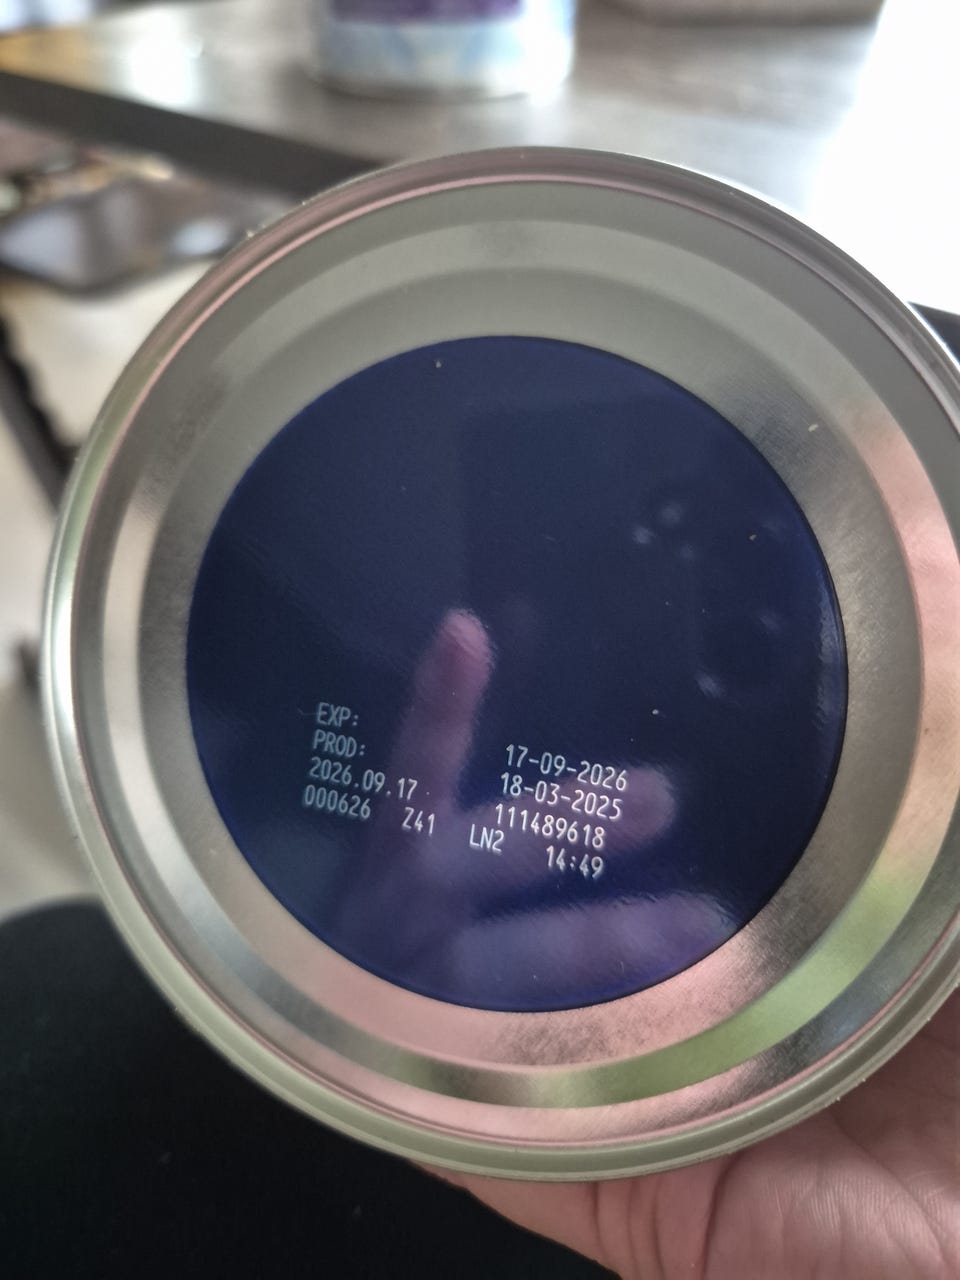 EXP: 17-09-2026
PROD: 18-03-2025
2026.09.17 111489618
000626 Z41 LN2 14:49